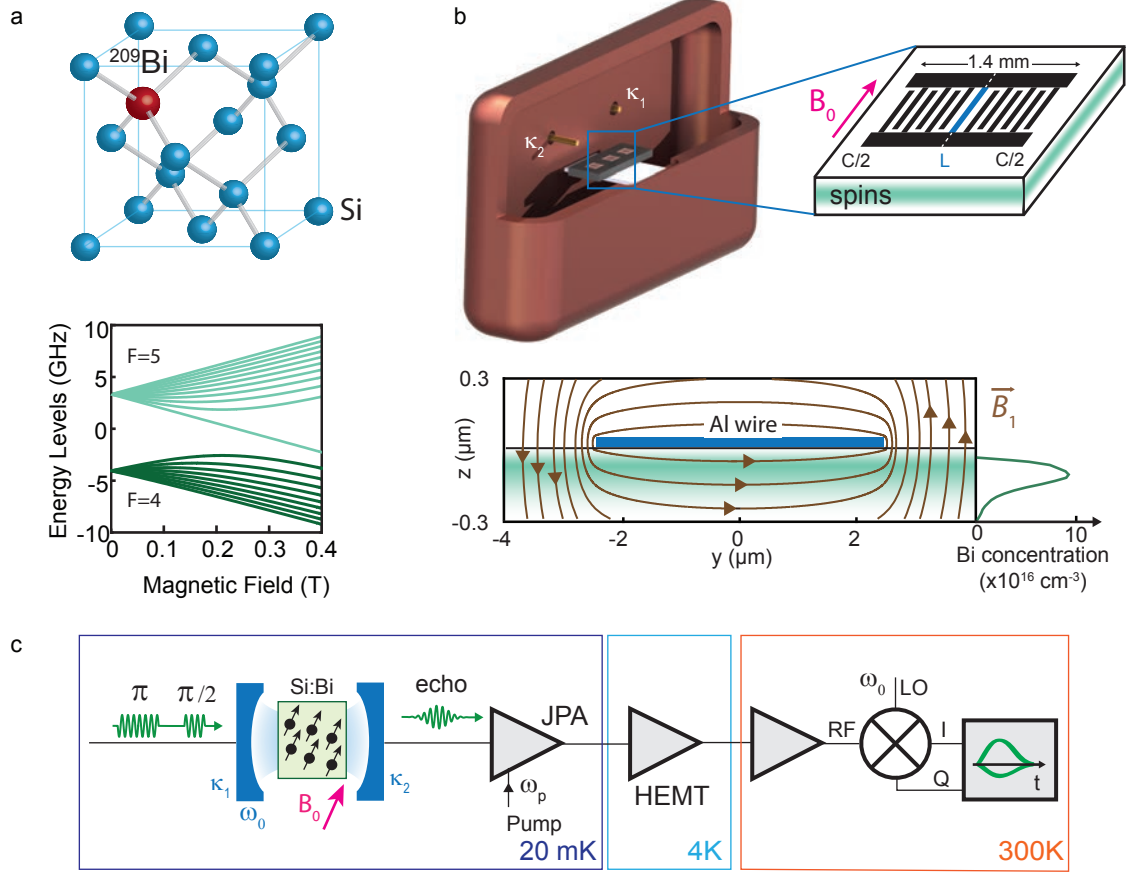 a
²⁰⁹Bi
Si
10
5
0
-5
-10
Energy Levels (GHz)
F=5
F=4
0 0.1 0.2 0.3 0.4
Magnetic Field (T)
b
κ₁
κ₂
1.4 mm
B₀
C/2 L C/2
spins
0.3
z (µm)
-0.3
Al wire
B₁
-4 -2 0 2
y (µm)
0 10
Bi concentration
(x10¹⁶ cm⁻³)
c
π π/2
Si:Bi
echo
κ₁
ω₀
B₀
κ₂
JPA
ωₚ
Pump
20 mK
HEMT
4K
ω₀ LO
RF
I
Q
t
300K